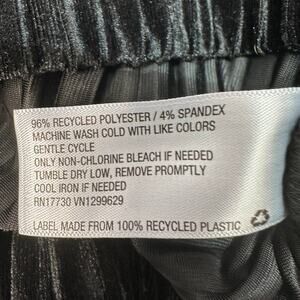 96% RECYCLED POLYESTER / 4% SPANDEX
MACHINE WASH COLD WITH LIKE COLORS
GENTLE CYCLE
ONLY NON-CHLORINE BLEACH IF NEEDED
TUMBLE DRY LOW, REMOVE PROMPTLY
COOL IRON IF NEEDED
RN17730 VN1299629
LABEL MADE FROM 100% RECYCLED PLASTIC